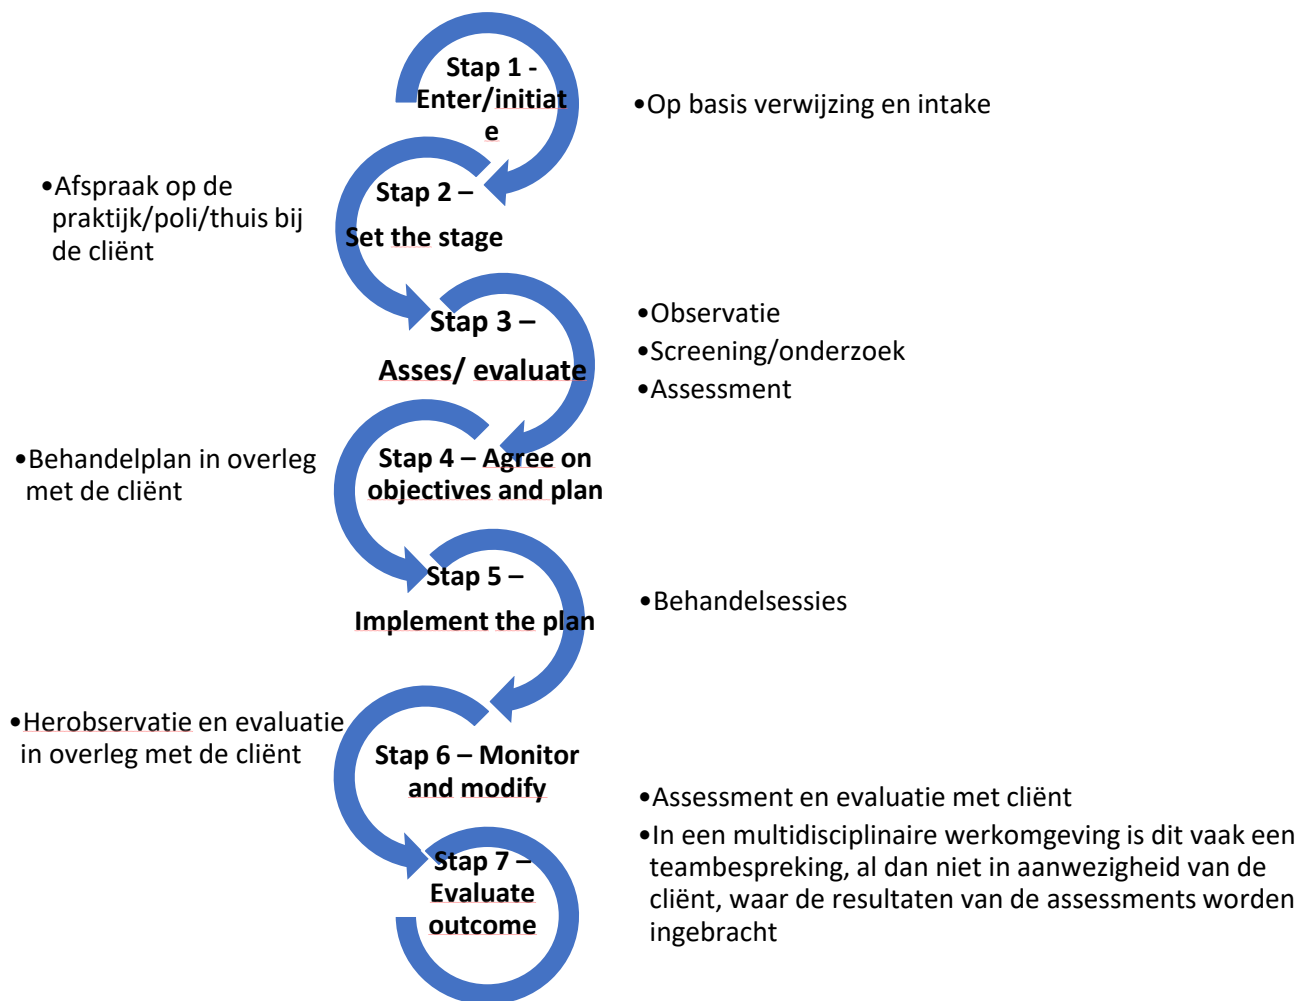 Stap 1 -
Enter/initiat
e
•Op basis verwijzing en intake
•Afspraak op de
praktijk/poli/thuis bij
de cliënt
Stap 2 –
Set the stage
Stap 3 –
Asses/ evaluate
•Observatie
•Screening/onderzoek
•Assessment
•Behandelplan in overleg
met de cliënt
Stap 4 – Agree on
objectives and plan
Stap 5 –
Implement the plan
•Behandelsessies
•Herobservatie en evaluatie
in overleg met de cliënt
Stap 6 – Monitor
and modify
Stap 7 –
Evaluate
outcome
•Assessment en evaluatie met cliënt
•In een multidisciplinaire werkomgeving is dit vaak een
teambespreking, al dan niet in aanwezigheid van de
cliënt, waar de resultaten van de assessments worden
ingebracht